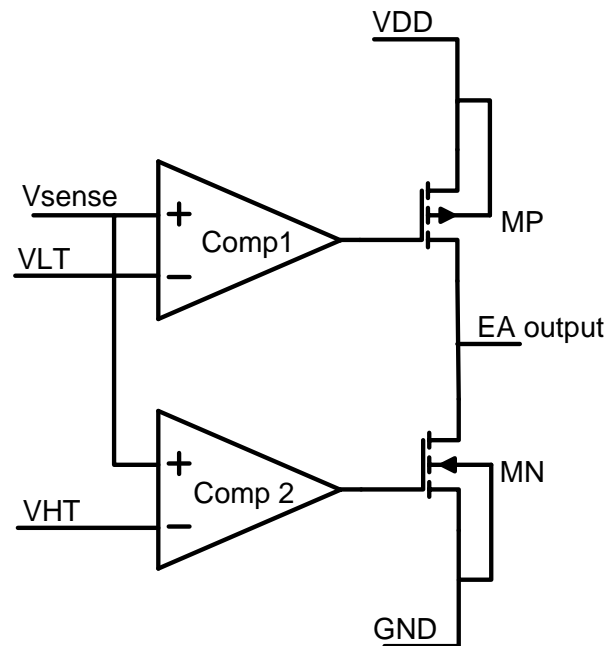 VDD
Vsense
+
Comp1
MP
VLT
−
EA output
+
Comp 2
MN
VHT
−
GND